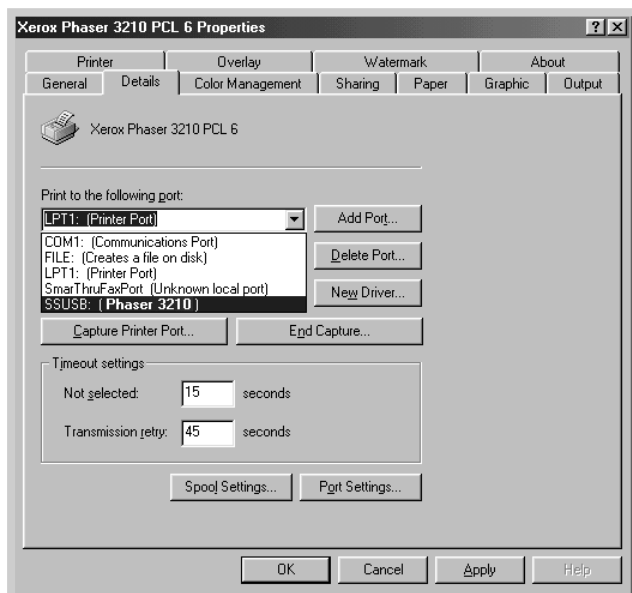 Xerox Phaser 3210 PCL 6 Properties
Printer Overlay Watermark About
General Details Color Management Sharing Paper Graphic Output
Xerox Phaser 3210 PCL 6
Print to the following port:
LPT1: (Printer Port)
Add Port...
COM1: (Communications Port)
FILE: (Creates a file on disk)
LPT1: (Printer Port)
SmarThruFaxPort (Unknown local port)
SSUSB: ( Phaser 3210 )
Delete Port...
New Driver...
Capture Printer Port... End Capture...
Timeout settings
Not selected: 15 seconds
Transmission retry: 45 seconds
Spool Settings... Port Settings...
OK Cancel Apply Help